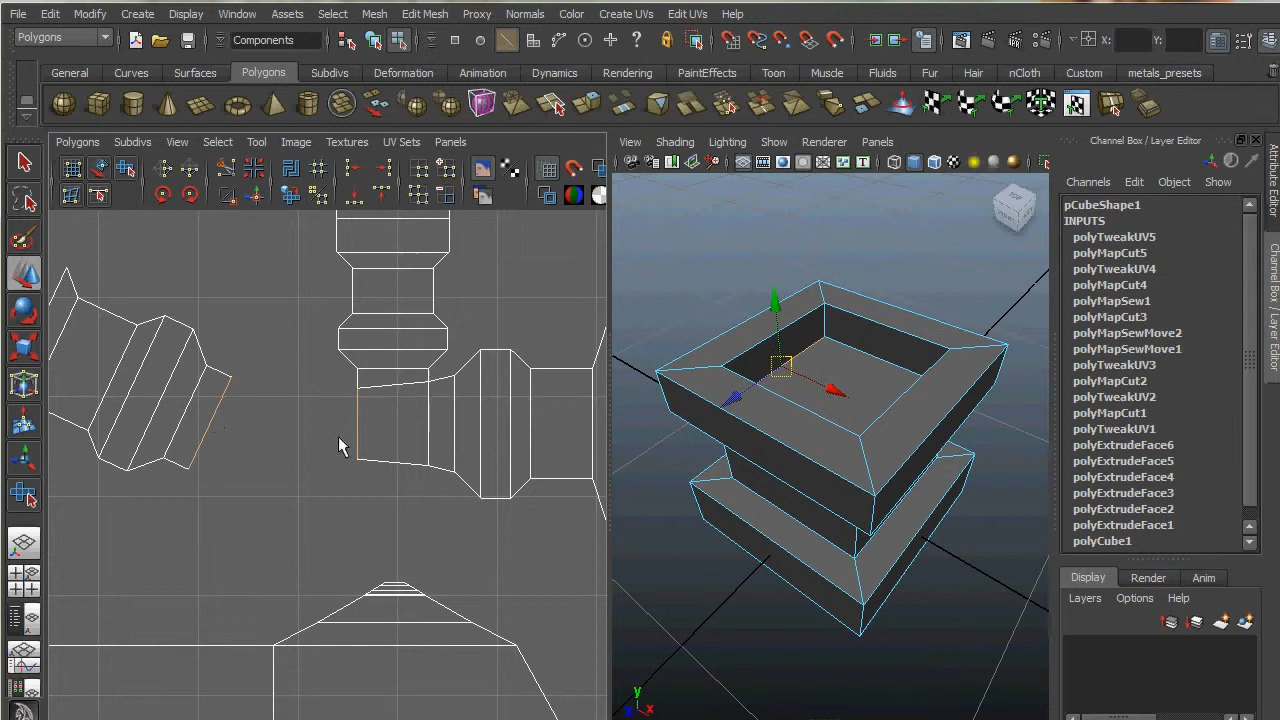 File Edit Modify Create Display Window Assets Select Mesh Edit Mesh Proxy Normals Color Create UVs Edit UVs Help
Polygons Components X: Y: Z:
General Curves Surfaces Polygons Subdivs Deformation Animation Dynamics Rendering PaintEffects Toon Muscle Fluids Fur Hair nCloth Custom metals_presets
Polygons Subdivs View Select Tool Image Textures UV Sets Panels
View Shading Lighting Show Renderer Panels
Channel Box / Layer Editor
Channels Edit Object Show
pCubeShape1
INPUTS
polyTweakUV5
polyMapCut5
polyTweakUV4
polyMapCut4
polyMapSew1
polyMapCut3
polyMapSewMove2
polyMapSewMove1
polyTweakUV3
polyMapCut2
polyTweakUV2
polyMapCut1
polyTweakUV1
polyExtrudeFace6
polyExtrudeFace5
polyExtrudeFace4
polyExtrudeFace3
polyExtrudeFace2
polyExtrudeFace1
polyCube1
Display Render Anim
Layers Options Help
Attribute Editor
Channel Box / Layer Editor
TOP
y
z x